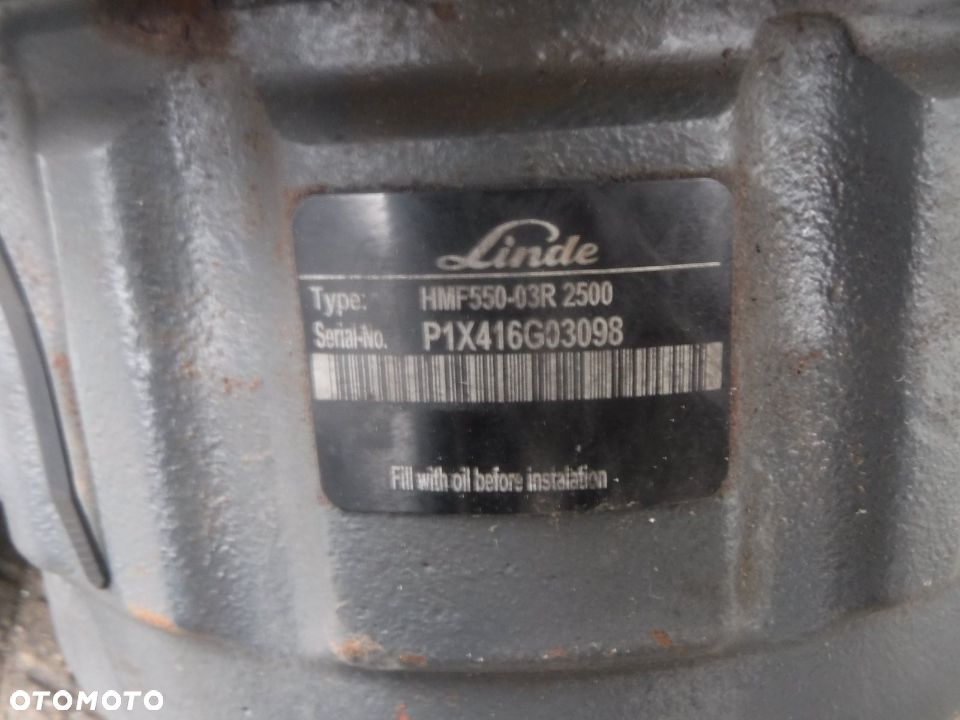 Linde
Type: HMF550-03R 2500
Serial-No. P1X416G03098
Fill with oil before instalation
OTOMOTO